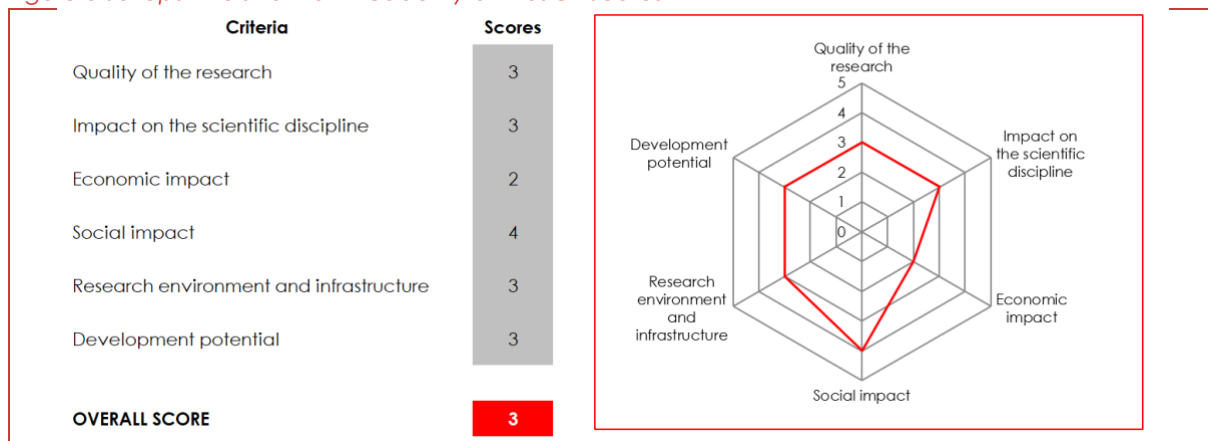 Criteria Scores
Quality of the research 3
Impact on the scientific discipline 3
Economic impact 2
Social impact 4
Research environment and infrastructure 3
Development potential 3
OVERALL SCORE 3
Quality of the
research
5
4
3
2
1
0
Impact on
the scientific
discipline
Economic
impact
Social impact
Research
environment
and
infrastructure
Development
potential